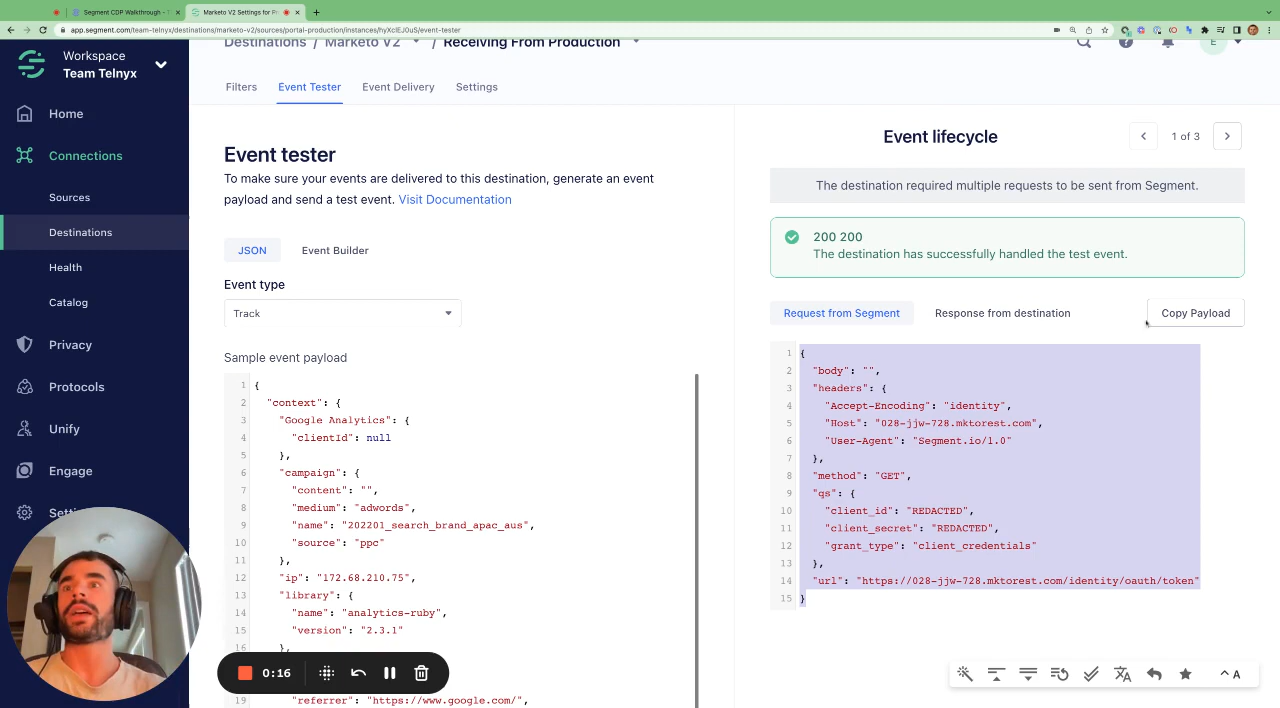 Segment CDP Walkthrough - T
Marketo V2 Settings for Pr
app.segment.com/team-telnyx/destinations/marketo-v2/sources/portal-production/instances/hyXclEJ0uS/event-tester
Workspace
Team Telnyx
Home
Connections
Sources
Destinations
Health
Catalog
Privacy
Protocols
Unify
Engage
Destinations / Marketo V2 / Receiving From Production
E
Filters
Event Tester
Event Delivery
Settings
Event tester
To make sure your events are delivered to this destination, generate an event
payload and send a test event. Visit Documentation
JSON
Event Builder
Event type
Track
Sample event payload
1 {
2 "context": {
3 "Google Analytics": {
4 "clientId": null
5 },
6 "campaign": {
7 "content": "",
8 "medium": "adwords",
9 "name": "202201_search_brand_apac_aus",
10 "source": "ppc"
11 },
12 "ip": "172.68.210.75",
13 "library": {
14 "name": "analytics-ruby",
15 "version": "2.3.1"
16 },
19 "referrer": "https://www.google.com/",
0:16
Event lifecycle
1 of 3
The destination required multiple requests to be sent from Segment.
200 200
The destination has successfully handled the test event.
Request from Segment
Response from destination
Copy Payload
1 {
2 "body": "",
3 "headers": {
4 "Accept-Encoding": "identity",
5 "Host": "028-jjw-728.mktorest.com",
6 "User-Agent": "Segment.io/1.0"
7 },
8 "method": "GET",
9 "qs": {
10 "client_id": "REDACTED",
11 "client_secret": "REDACTED",
12 "grant_type": "client_credentials"
13 },
14 "url": "https://028-jjw-728.mktorest.com/identity/oauth/token"
15 }
A